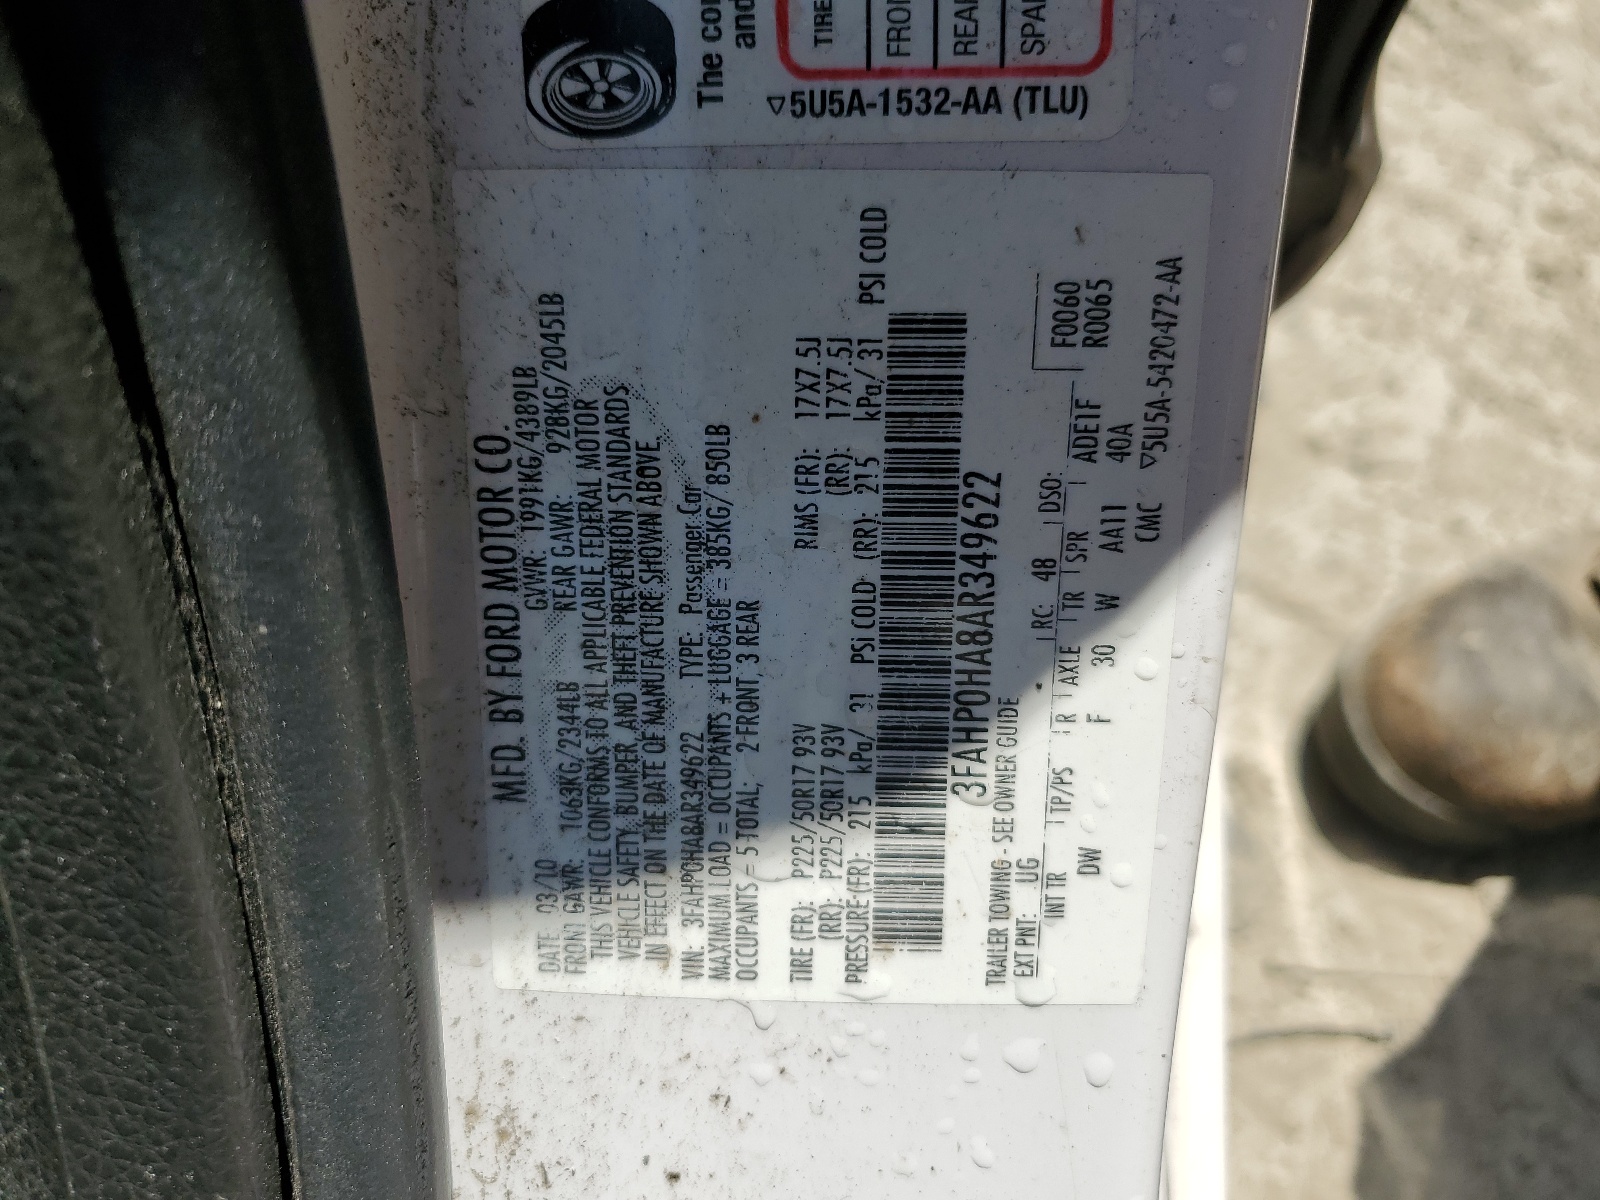 TIRE
FRO
REA
SPA
The co
and
▽5U5A-1532-AA (TLU)
MFD. BY FORD MOTOR CO.
DATE: 03/10 GVWR: 1991KG/4389LB
FRONT GAWR: 1063KG/2344LB REAR GAWR: 928KG/2045LB
THIS VEHICLE CONFORMS TO ALL APPLICABLE FEDERAL MOTOR
VEHICLE SAFETY, BUMPER, AND THEFT PREVENTION STANDARDS
IN EFFECT ON THE DATE OF MANUFACTURE SHOWN ABOVE.
VIN: 3FAHP0HA8AR349622 TYPE: Passenger Car
MAXIMUM LOAD = OCCUPANTS + LUGGAGE = 385KG/850LB
OCCUPANTS = 5 TOTAL, 2-FRONT, 3 REAR
TIRE (FR): P225/50R17 93V RIMS (FR): 17X7.5J
(RR): P225/50R17 93V (RR): 17X7.5J
PRESSURE (FR): 215 kPa/ 31 PSI COLD (RR): 215 kPa/ 31 PSI COLD
3FAHP0HA8AR349622
TRAILER TOWING - SEE OWNER GUIDE
EXT PNT: UG RC: 48 DSO: F0060
R0065
INT TR TP/PS R AXLE TR SPR ADE1F
DW F 30 W AA11 40A
CMC ▽5U5A-5420472-AA